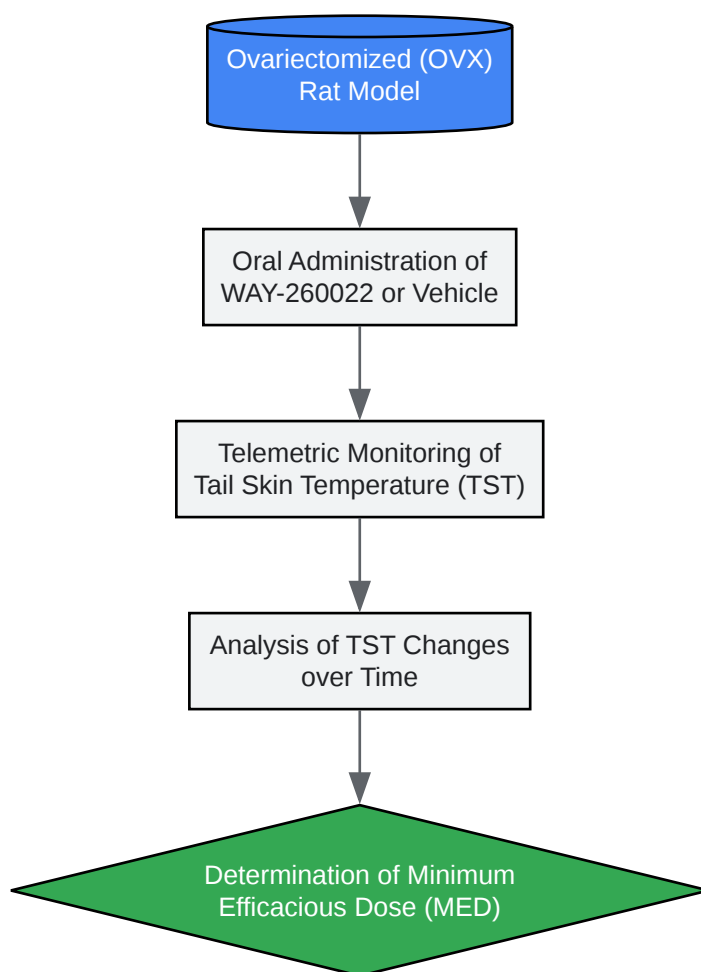 Ovariectomized (OVX)
Rat Model
Oral Administration of
WAY-260022 or Vehicle
Telemetric Monitoring of
Tail Skin Temperature (TST)
Analysis of TST Changes
over Time
Determination of Minimum
Efficacious Dose (MED)